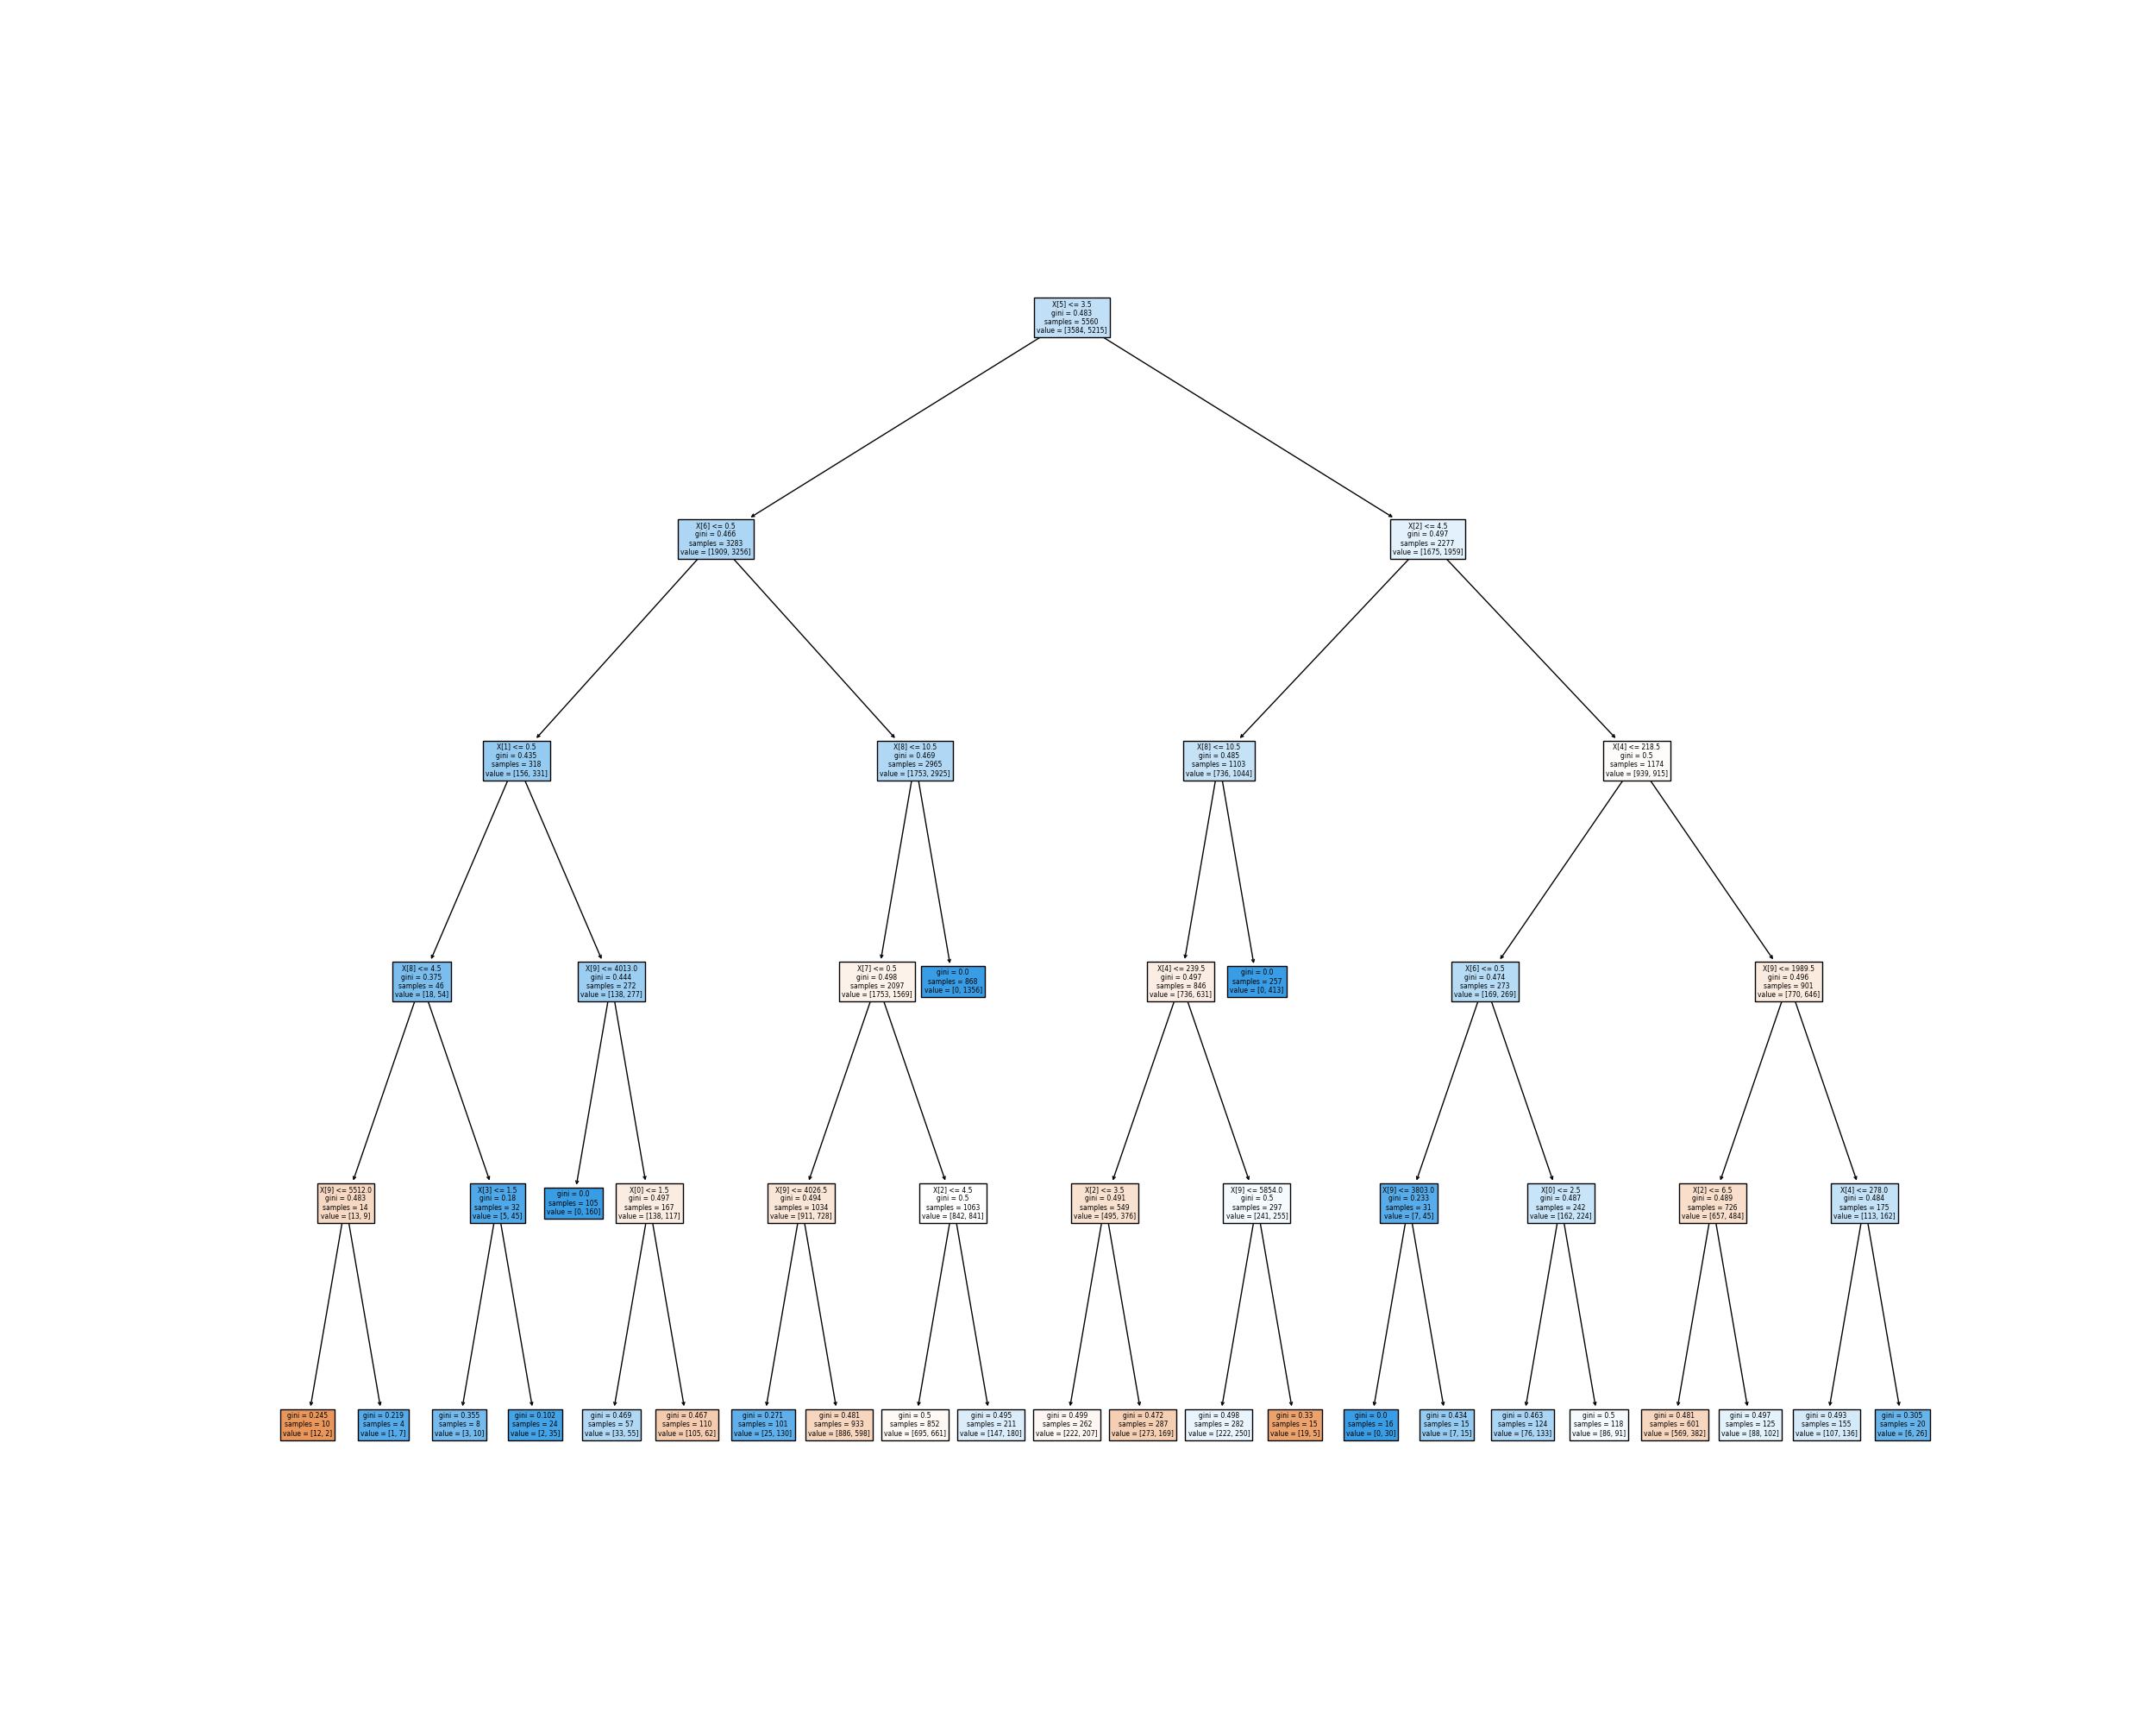 X[5] <= 3.5
gini = 0.483
samples = 5560
value = [3584, 5215]
X[6] <= 0.5
gini = 0.466
samples = 3283
value = [1909, 3256]
X[2] <= 4.5
gini = 0.497
samples = 2277
value = [1675, 1959]
X[1] <= 0.5
gini = 0.435
samples = 318
value = [156, 331]
X[8] <= 10.5
gini = 0.469
samples = 2965
value = [1753, 2925]
X[8] <= 10.5
gini = 0.485
samples = 1103
value = [736, 1044]
X[4] <= 218.5
gini = 0.5
samples = 1174
value = [939, 915]
X[8] <= 4.5
gini = 0.375
samples = 46
value = [18, 54]
X[9] <= 4013.0
gini = 0.444
samples = 272
value = [138, 277]
X[7] <= 0.5
gini = 0.498
samples = 2097
value = [1753, 1569]
gini = 0.0
samples = 868
value = [0, 1356]
X[4] <= 239.5
gini = 0.497
samples = 846
value = [736, 631]
gini = 0.0
samples = 257
value = [0, 413]
X[6] <= 0.5
gini = 0.474
samples = 273
value = [169, 269]
X[9] <= 1989.5
gini = 0.496
samples = 901
value = [770, 646]
X[9] <= 5512.0
gini = 0.483
samples = 14
value = [13, 9]
X[3] <= 1.5
gini = 0.18
samples = 32
value = [5, 45]
gini = 0.0
samples = 105
value = [0, 160]
X[0] <= 1.5
gini = 0.497
samples = 167
value = [138, 117]
X[9] <= 4026.5
gini = 0.494
samples = 1034
value = [911, 728]
X[2] <= 4.5
gini = 0.5
samples = 1063
value = [842, 841]
X[2] <= 3.5
gini = 0.491
samples = 549
value = [495, 376]
X[9] <= 5854.0
gini = 0.5
samples = 297
value = [241, 255]
X[9] <= 3803.0
gini = 0.233
samples = 31
value = [7, 45]
X[0] <= 2.5
gini = 0.487
samples = 242
value = [162, 224]
X[2] <= 6.5
gini = 0.489
samples = 726
value = [657, 484]
X[4] <= 278.0
gini = 0.484
samples = 175
value = [113, 162]
gini = 0.245
samples = 10
value = [12, 2]
gini = 0.219
samples = 4
value = [1, 7]
gini = 0.355
samples = 8
value = [3, 10]
gini = 0.102
samples = 24
value = [2, 35]
gini = 0.469
samples = 57
value = [33, 55]
gini = 0.467
samples = 110
value = [105, 62]
gini = 0.271
samples = 101
value = [25, 130]
gini = 0.481
samples = 933
value = [886, 598]
gini = 0.5
samples = 852
value = [695, 661]
gini = 0.495
samples = 211
value = [147, 180]
gini = 0.499
samples = 262
value = [222, 207]
gini = 0.472
samples = 287
value = [273, 169]
gini = 0.498
samples = 282
value = [222, 250]
gini = 0.33
samples = 15
value = [19, 5]
gini = 0.0
samples = 16
value = [0, 30]
gini = 0.434
samples = 15
value = [7, 15]
gini = 0.463
samples = 124
value = [76, 133]
gini = 0.5
samples = 118
value = [86, 91]
gini = 0.481
samples = 601
value = [569, 382]
gini = 0.497
samples = 125
value = [88, 102]
gini = 0.493
samples = 155
value = [107, 136]
gini = 0.305
samples = 20
value = [6, 26]